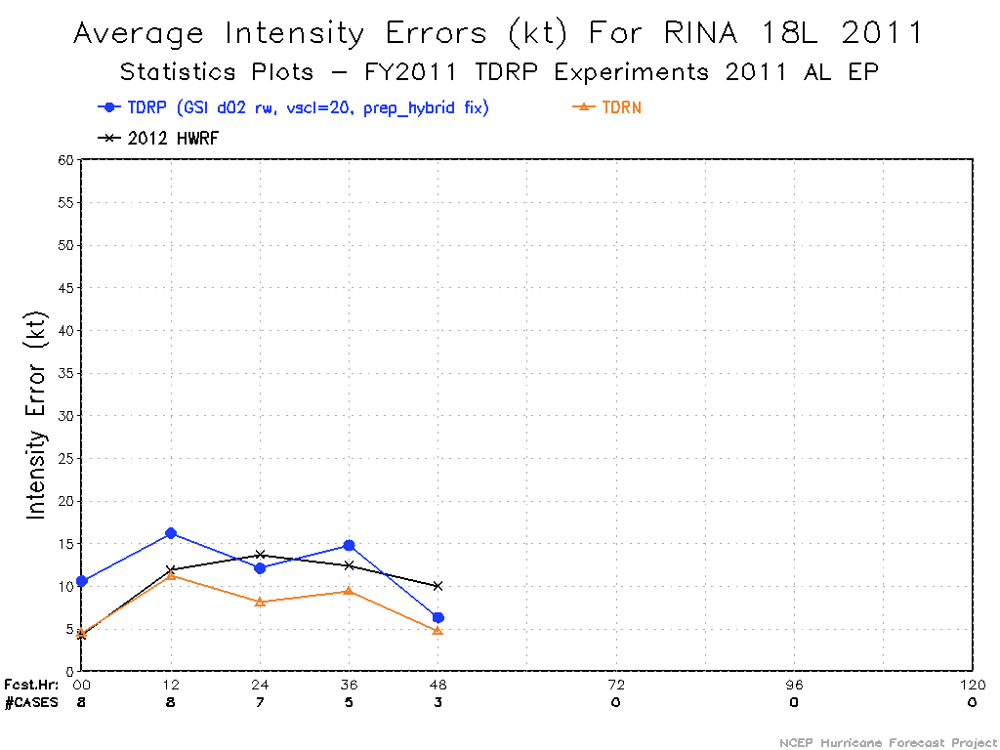 Average Intensity Errors (kt) For RINA 18L 2011
Statistics Plots - FY2011 TDRP Experiments 2011 AL EP
TDRP (GSI d02 rw, vscl=20, prep_hybrid fix) TDRN
2012 HWRF
60
55
50
45
40
35
30
25
20
15
10
5
0
Intensity Error (kt)
Fcst.Hr: 00 12 24 36 48 72 96 120
#CASES 8 8 7 5 3 0 0 0
NCEP Hurricane Forecast Project